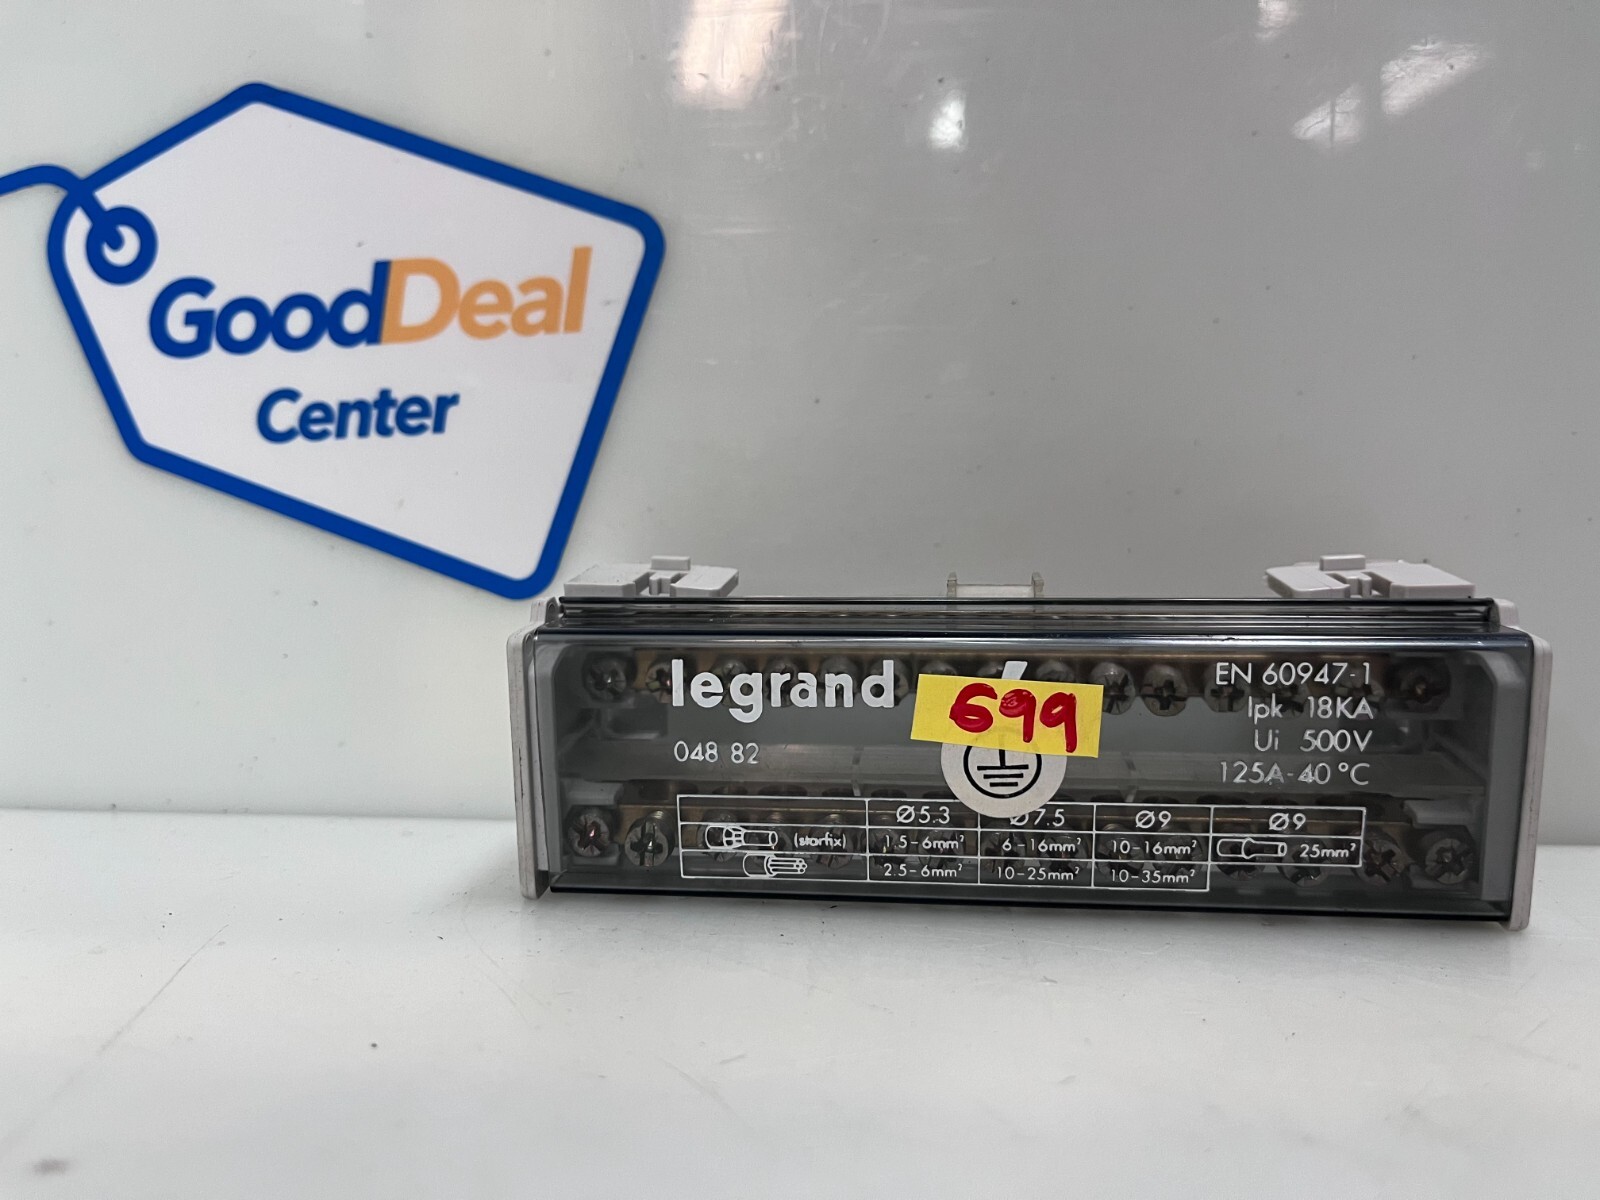 GoodDeal
Center
legrand
699
048 82
EN 60947-1
Ipk 18KA
Ui 500V
125A-40 °C
Ø5.3 Ø7.5 Ø9 Ø9
(starfix) 1.5-6mm² 6-16mm² 10-16mm² 25mm²
2.5-6mm² 10-25mm² 10-35mm²